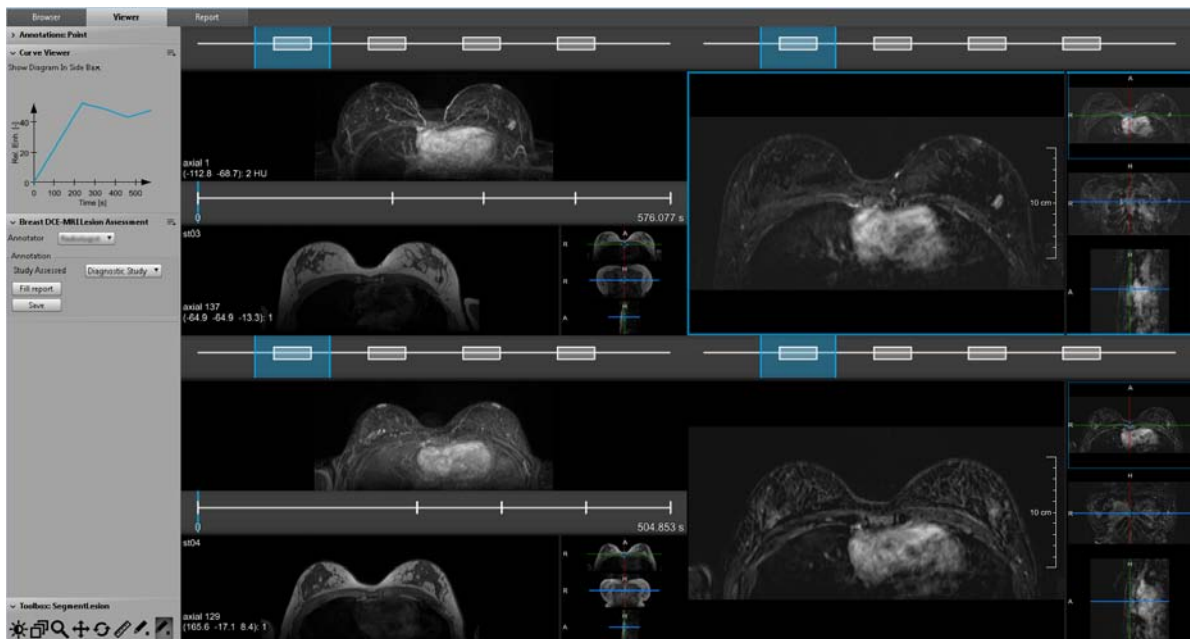 Browser Viewer Report
Annotations: Point
Curve Viewer
Show Diagram In Side Bar:
Rel. Enh. [-]
40
20
0
0 100 200 300 400 500
Time [s]
Breast DCE-MRI Lesion Assessment
Annotator Radiologist
Annotation
Study Assessed Diagnostic Study
Fill report
Save
Toolbox: SegmentLesion
axial 1
(-112.8 -68.7): 2 HU
0
576.077 s
st03
axial 137
(-64.9 -64.9 -13.3): 1
A
R
H
R
H
A
10 cm
A
R
H
R
H
A
0
504.853 s
st04
axial 129
(165.6 -17.1 8.4): 1
A
R
H
R
H
A
10 cm
A
R
H
R
H
A